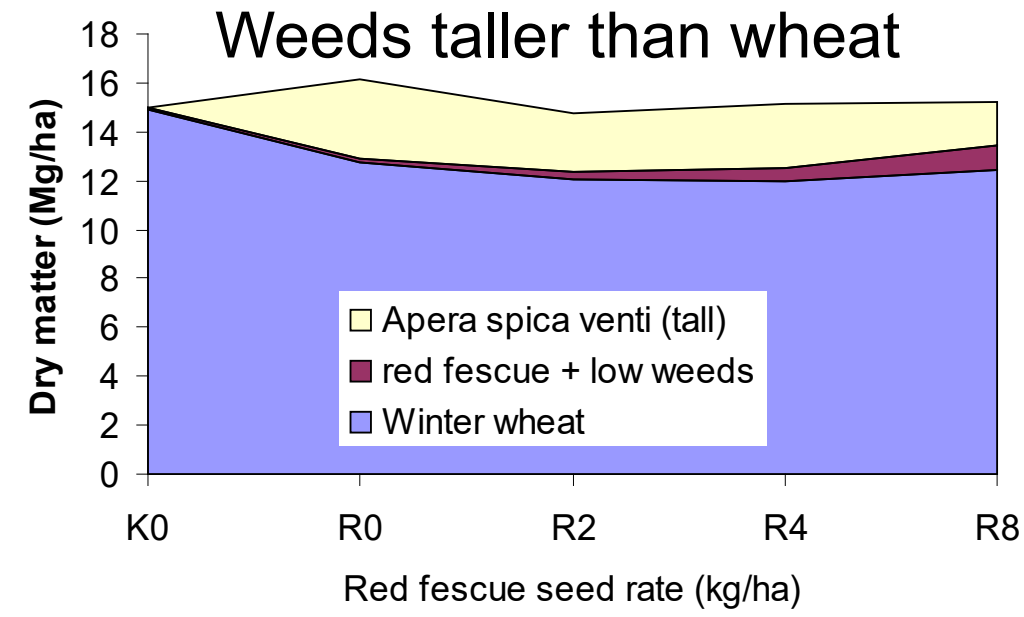 Weeds taller than wheat
18
16
14
12
10
8
6
4
2
0
Dry matter (Mg/ha)
Apera spica venti (tall)
red fescue + low weeds
Winter wheat
K0 R0 R2 R4 R8
Red fescue seed rate (kg/ha)